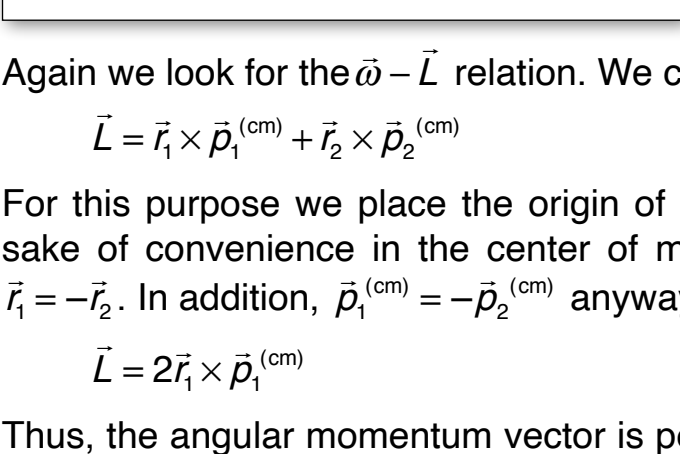 Again we look for the ω⃗ – L⃗ relation. We c
L⃗ = r⃗₁ × p⃗₁⁽ᶜᵐ⁾ + r⃗₂ × p⃗₂⁽ᶜᵐ⁾
For this purpose we place the origin of
sake of convenience in the center of m
r⃗₁ = –r⃗₂. In addition, p⃗₁⁽ᶜᵐ⁾ = –p⃗₂⁽ᶜᵐ⁾ anyway
L⃗ = 2r⃗₁ × p⃗₁⁽ᶜᵐ⁾
Thus, the angular momentum vector is pe